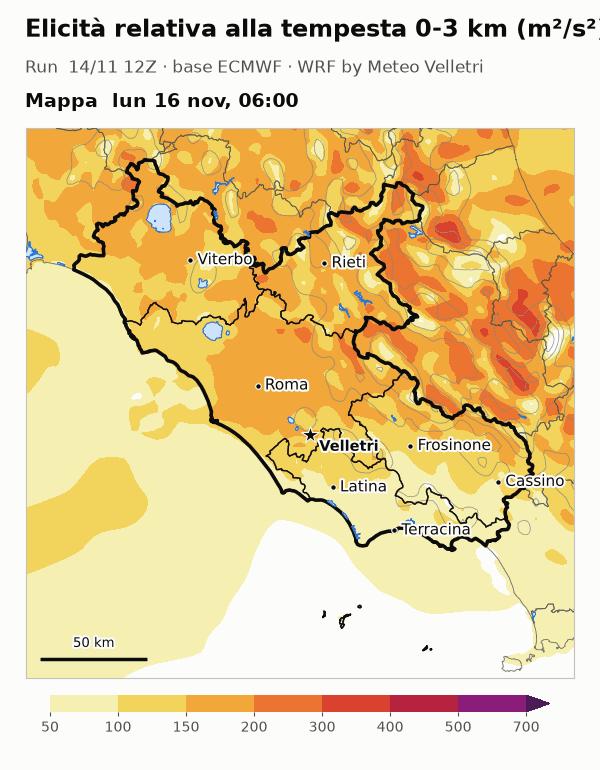 Elicità relativa alla tempesta 0-3 km (m²/s²)
Run 14/11 12Z · base ECMWF · WRF by Meteo Velletri
Mappa lun 16 nov, 06:00
Viterbo
Rieti
Roma
Velletri
Frosinone
Cassino
Latina
Terracina
50 km
50 100 150 200 300 400 500 700